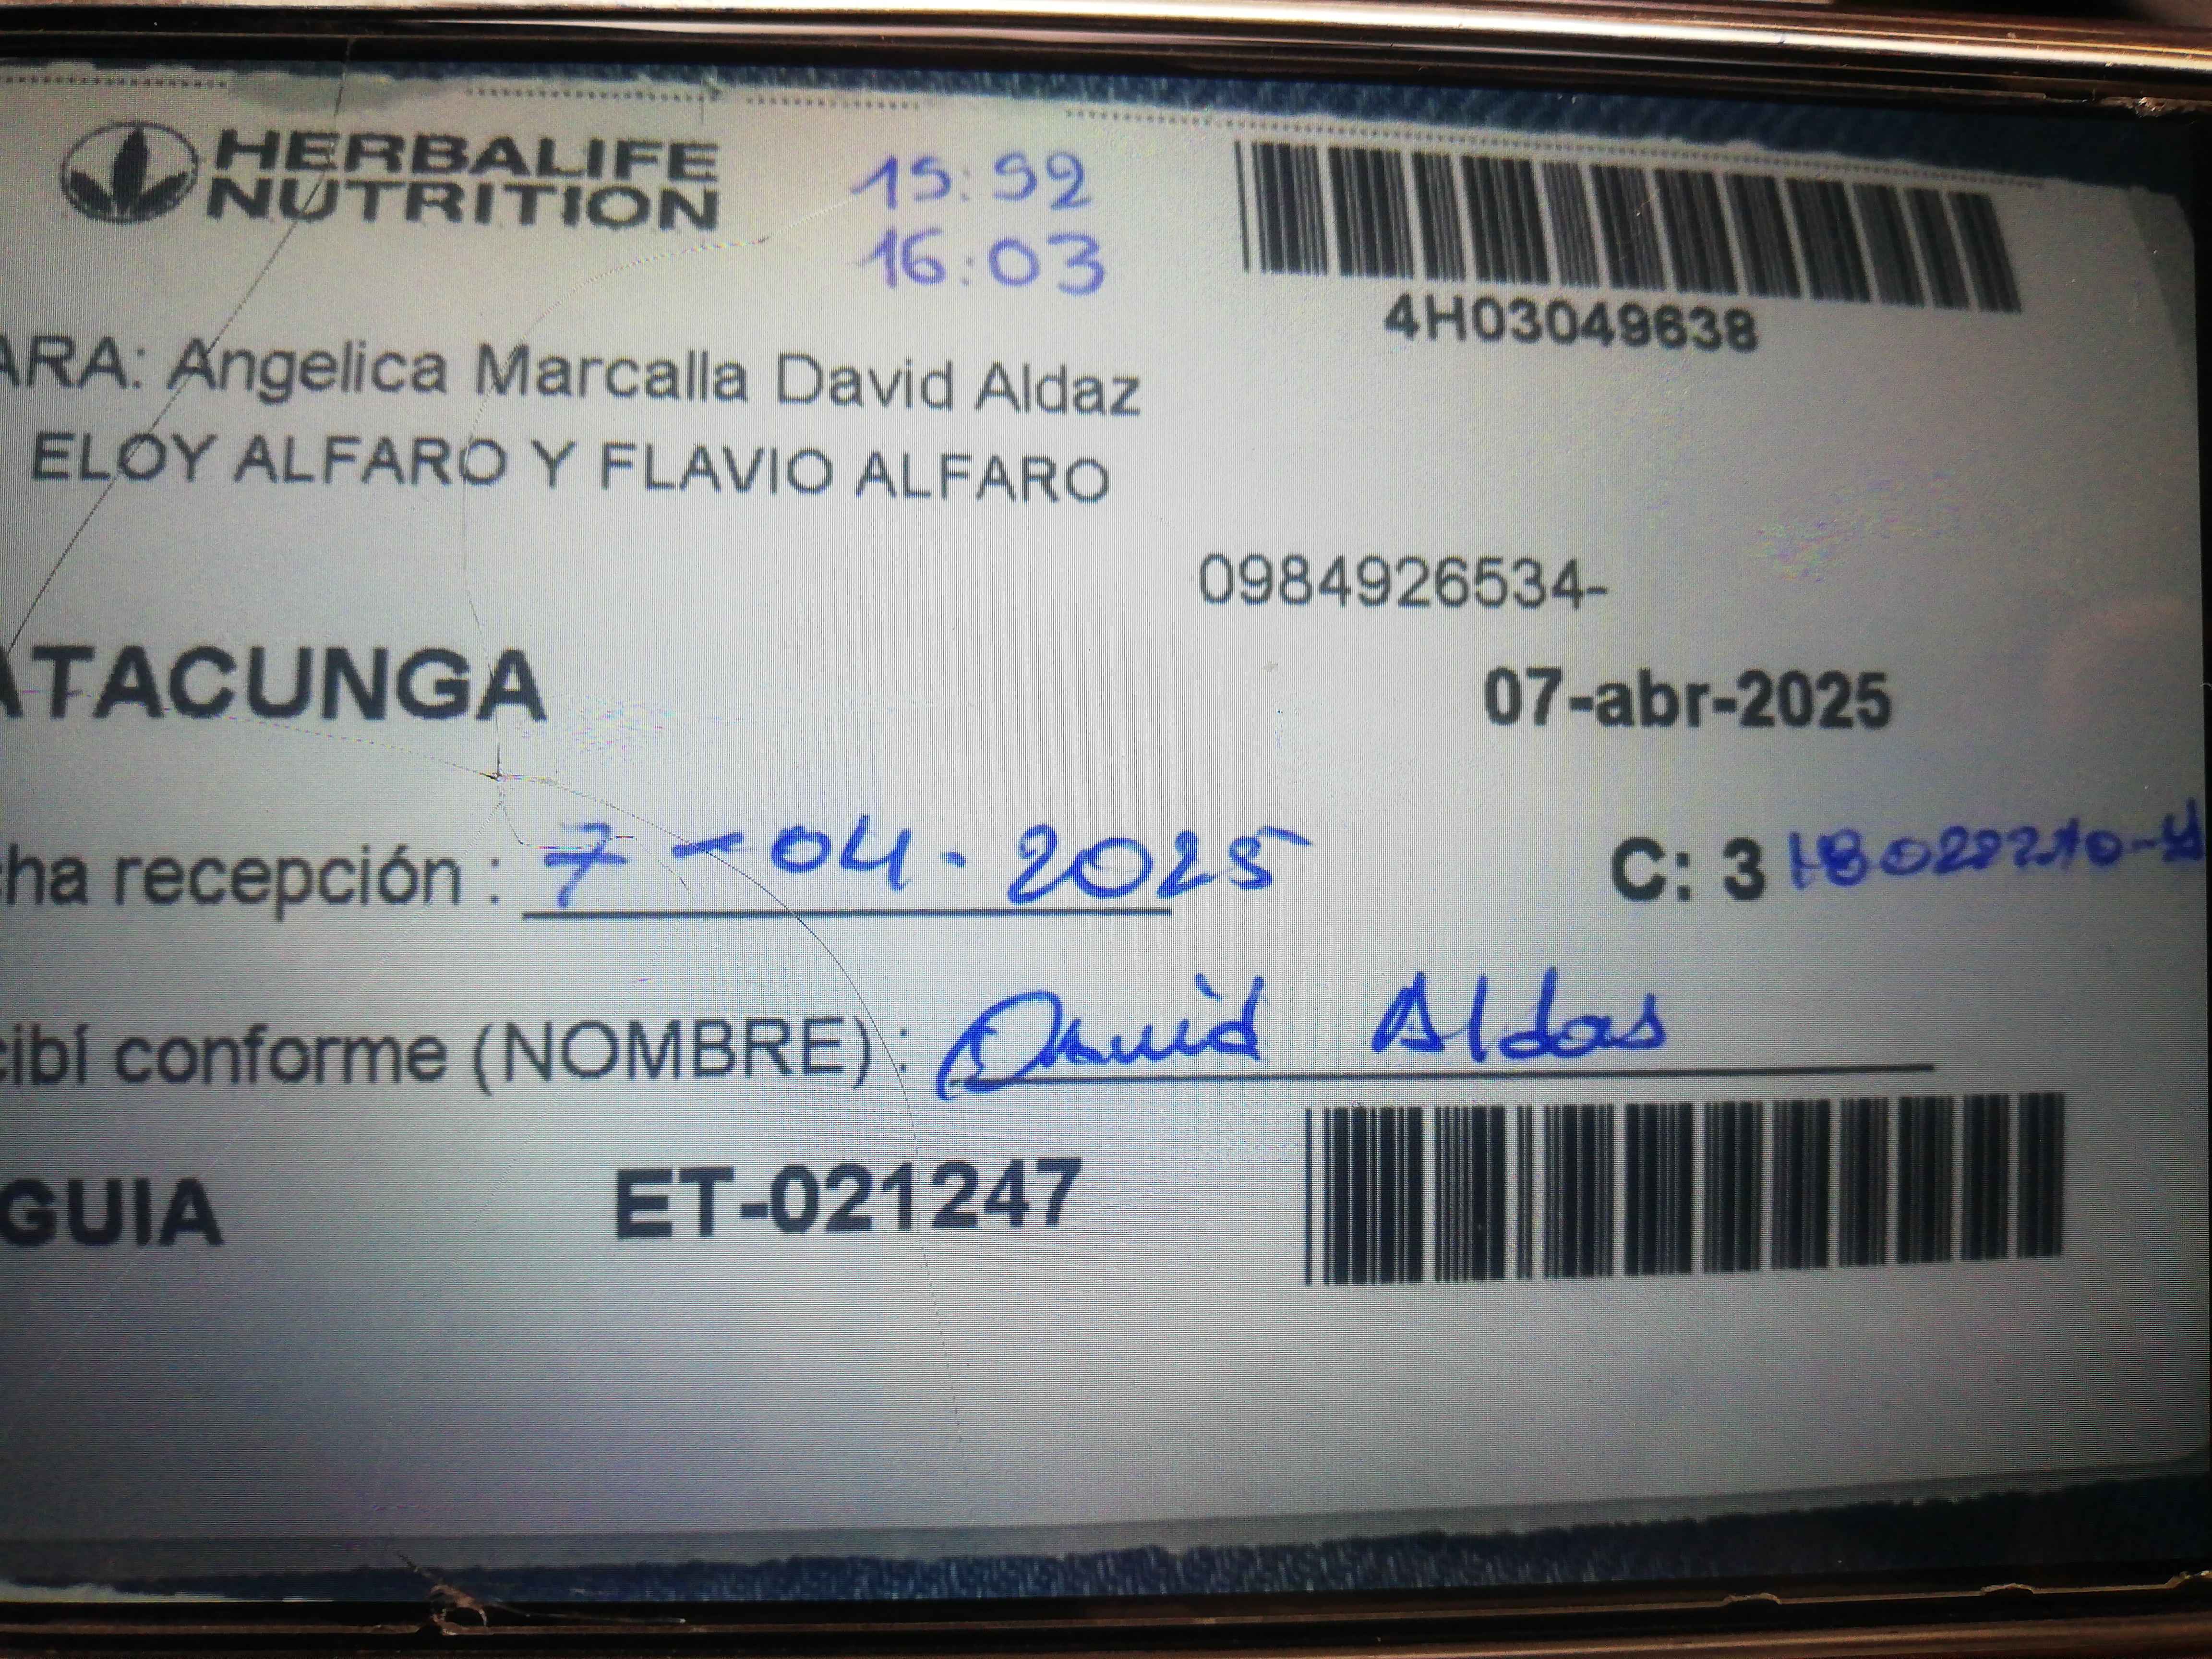 HERBALIFE
NUTRITION
15:52
16:03
4H03049638
ARA: Angelica Marcalla David Aldaz
ELOY ALFARO Y FLAVIO ALFARO
0984926534-
ATACUNGA
07-abr-2025
cha recepción : 7-04-2025
C: 3
cibí conforme (NOMBRE) : David Aldas
GUIA ET-021247